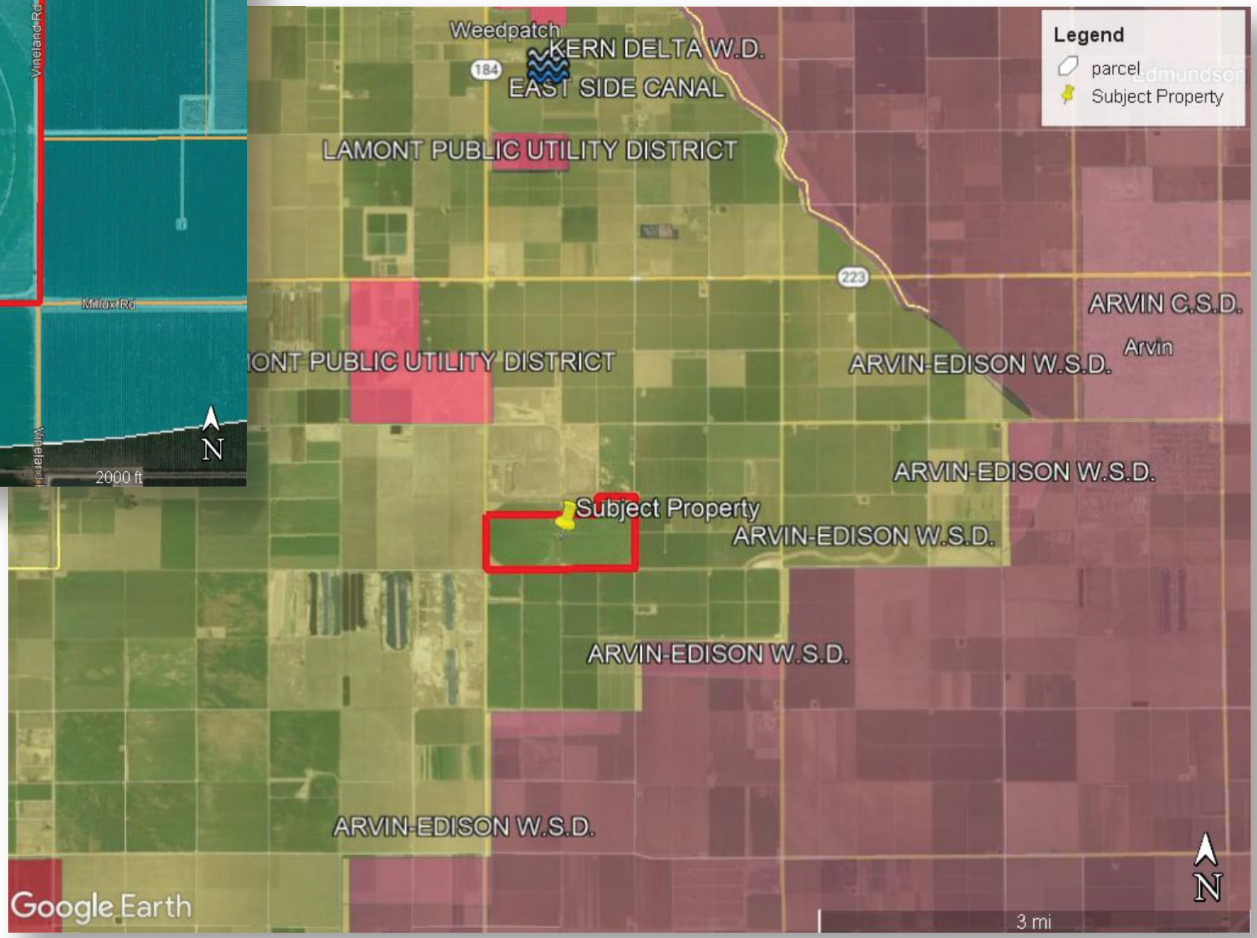 Vineland Rd
Millux Rd
Vineland
N
2000 ft
Weedpatch
184
KERN DELTA W.D.
EAST SIDE CANAL
Legend
parcel
Edmundson
Subject Property
LAMONT PUBLIC UTILITY DISTRICT
223
ARVIN C.S.D.
Arvin
MONT PUBLIC UTILITY DISTRICT
ARVIN-EDISON W.S.D.
ARVIN-EDISON W.S.D.
Subject Property
ARVIN-EDISON W.S.D.
ARVIN-EDISON W.S.D.
ARVIN-EDISON W.S.D.
N
Google Earth
3 mi